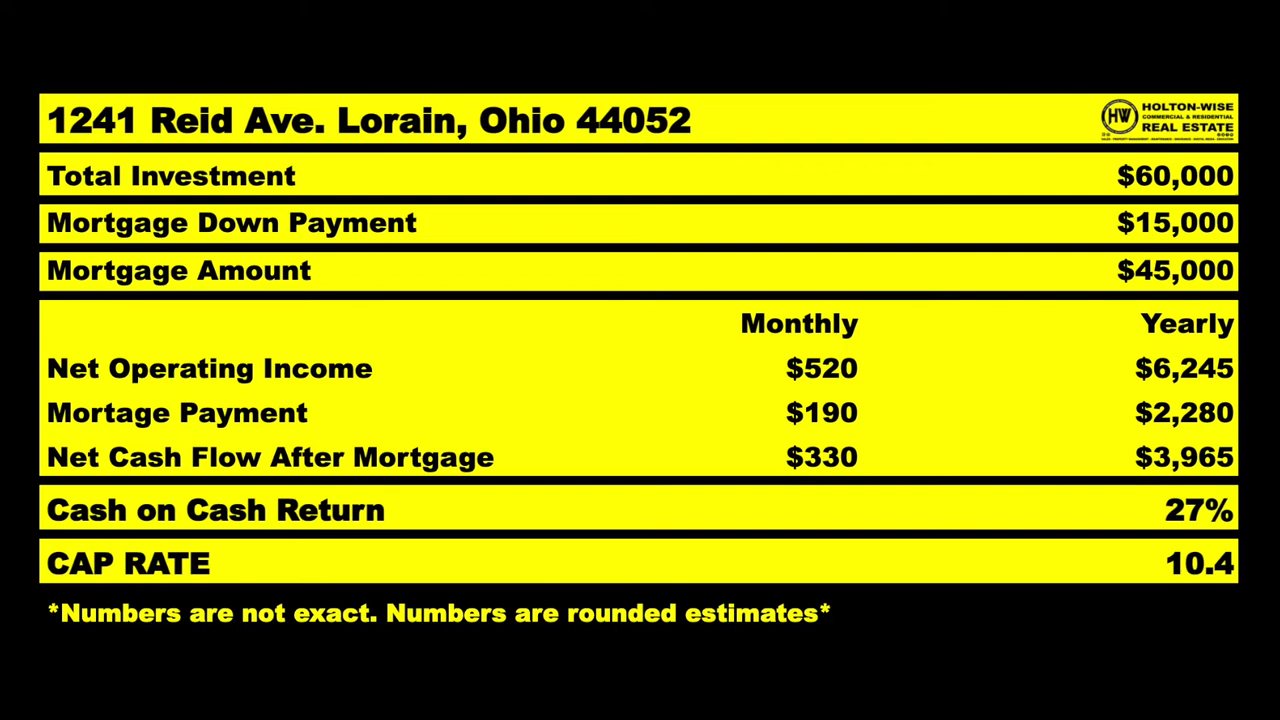 1241 Reid Ave. Lorain, Ohio 44052
HW
HOLTON-WISE
COMMERCIAL & RESIDENTIAL
REAL ESTATE
Total Investment $60,000
Mortgage Down Payment $15,000
Mortgage Amount $45,000
Monthly Yearly
Net Operating Income $520 $6,245
Mortage Payment $190 $2,280
Net Cash Flow After Mortgage $330 $3,965
Cash on Cash Return 27%
CAP RATE 10.4
*Numbers are not exact. Numbers are rounded estimates*